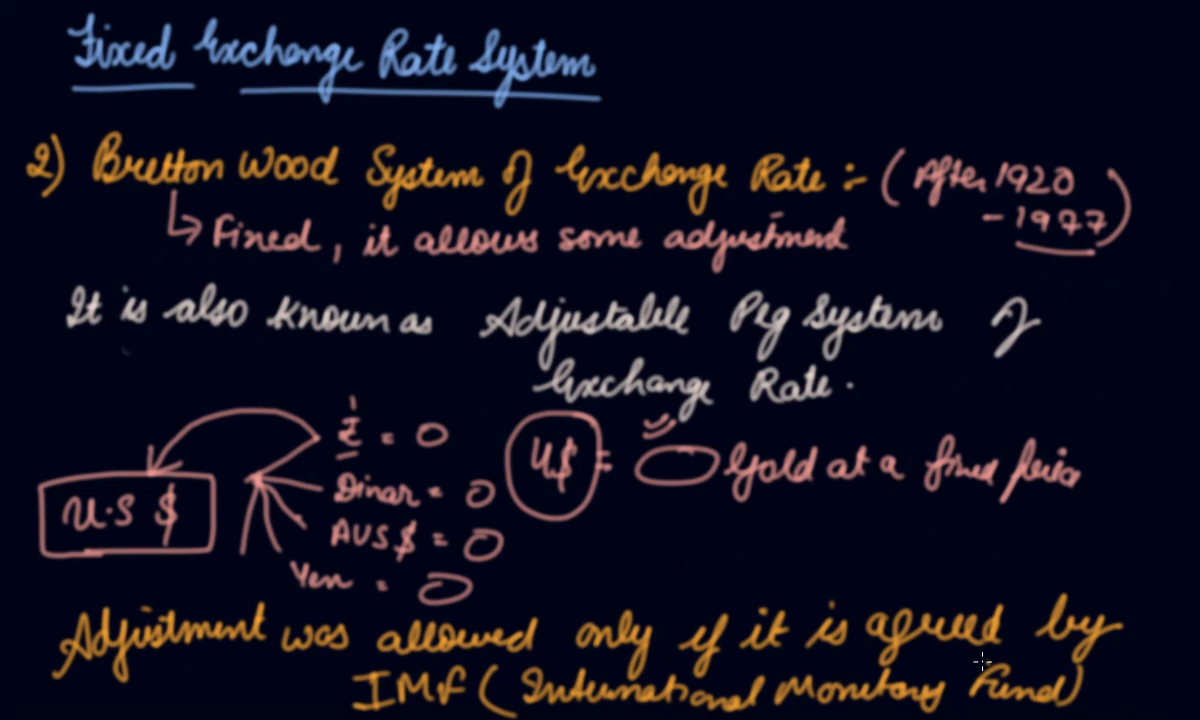 Fixed Exchange Rate System
2) Bretton Wood System of Exchange Rate :- (After 1920
- 1977)
↳ Fixed, it allows some adjustment
It is also known as Adjustable Peg System of
Exchange Rate.
₹ = 0
U$ = 0 Gold at a fixed price
U.S $
Dinar = 0
AUS $ = 0
Yen = 0
Adjustment was allowed only if it is agreed by
IMF (International Monetary Fund)